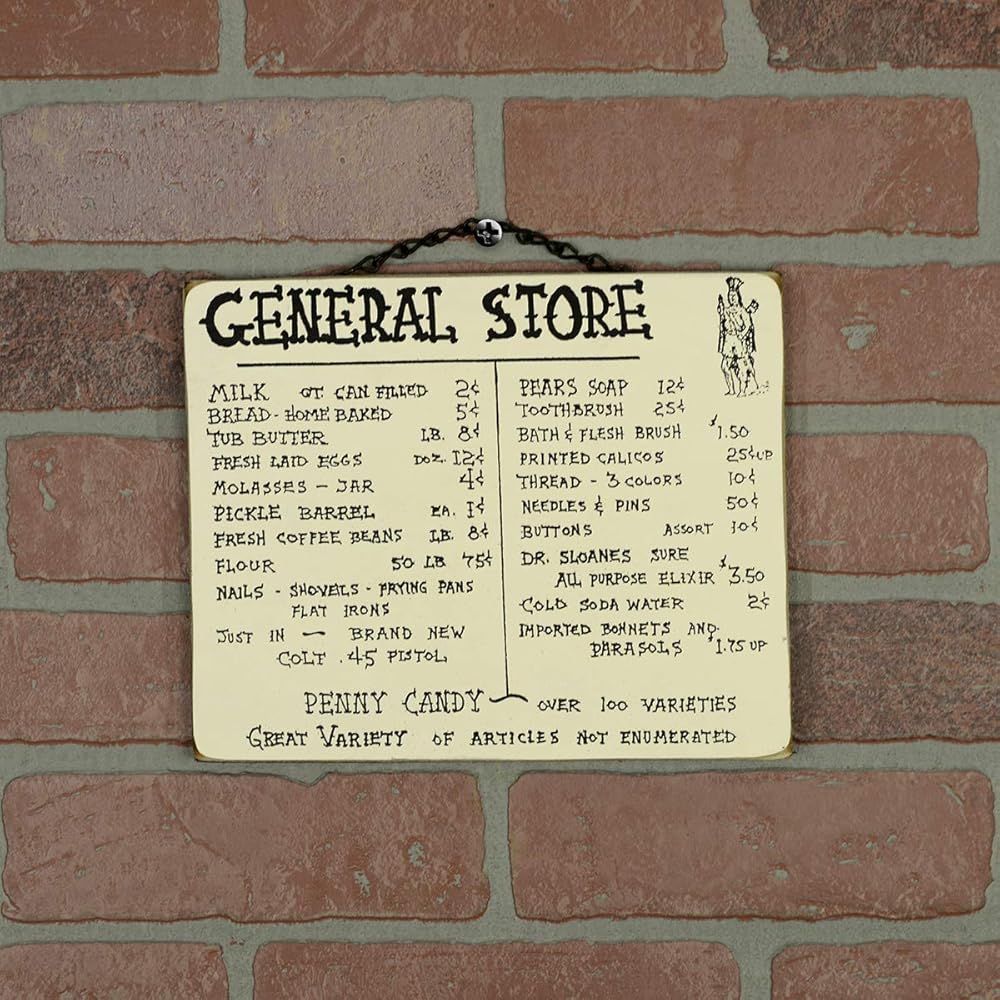 GENERAL STORE
MILK QT. CAN FILLED 2¢
BREAD - HOME BAKED 5¢
TUB BUTTER LB. 8¢
FRESH LAID EGGS DOZ. 12¢
MOLASSES - JAR 4¢
PICKLE BARREL EA. 1¢
FRESH COFFEE BEANS LB. 8¢
FLOUR 50 LB 75¢
NAILS - SHOVELS - FRYING PANS
FLAT IRONS
JUST IN — BRAND NEW
COLT .45 PISTOL
PEARS SOAP 12¢
TOOTHBRUSH 25¢
BATH & FLESH BRUSH $1.50
PRINTED CALICOS 25¢ UP
THREAD - 3 COLORS 10¢
NEEDLES & PINS 50¢
BUTTONS ASSORT 10¢
DR. SLOANES SURE
ALL PURPOSE ELIXIR $3.50
COLD SODA WATER 2¢
IMPORTED BONNETS AND
PARASOLS $1.75 UP
PENNY CANDY ~ OVER 100 VARIETIES
GREAT VARIETY OF ARTICLES NOT ENUMERATED